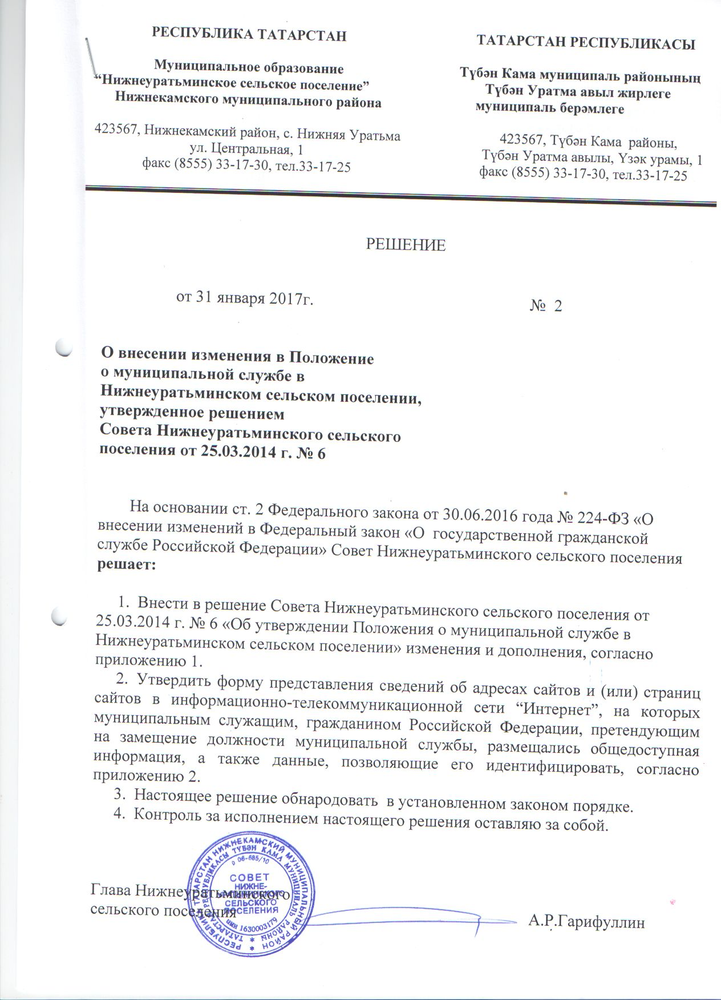 РЕСПУБЛИКА ТАТАРСТАН
Муниципальное образование
“Нижнеуратьминское сельское поселение”
Нижнекамского муниципального района
423567, Нижнекамский район, с. Нижняя Уратьма
ул. Центральная, 1
факс (8555) 33-17-30, тел.33-17-25
ТАТАРСТАН РЕСПУБЛИКАСЫ
Түбән Кама муниципаль районының
Түбән Уратма авыл жирлеге
муниципаль берәмлеге
423567, Түбән Кама районы,
Түбән Уратма авылы, Үзәк урамы, 1
факс (8555) 33-17-30, тел.33-17-25
РЕШЕНИЕ
от 31 января 2017г. № 2
О внесении изменения в Положение
о муниципальной службе в
Нижнеуратьминском сельском поселении,
утвержденное решением
Совета Нижнеуратьминского сельского
поселения от 25.03.2014 г. № 6
На основании ст. 2 Федерального закона от 30.06.2016 года № 224-ФЗ «О
внесении изменений в Федеральный закон «О государственной гражданской
службе Российской Федерации» Совет Нижнеуратьминского сельского поселения
решает:
1. Внести в решение Совета Нижнеуратьминского сельского поселения от
25.03.2014 г. № 6 «Об утверждении Положения о муниципальной службе в
Нижнеуратьминском сельском поселении» изменения и дополнения, согласно
приложению 1.
2. Утвердить форму представления сведений об адресах сайтов и (или) страниц
сайтов в информационно-телекоммуникационной сети “Интернет”, на которых
муниципальным служащим, гражданином Российской Федерации, претендующим
на замещение должности муниципальной службы, размещались общедоступная
информация, а также данные, позволяющие его идентифицировать, согласно
приложению 2.
3. Настоящее решение обнародовать в установленном законом порядке.
4. Контроль за исполнением настоящего решения оставляю за собой.
Глава Нижнеуратьминского
сельского поселения
А.Р.Гарифуллин
РЕСПУБЛИКА ТАТАРСТАН НИЖНЕКАМСКИЙ МУНИЦИПАЛЬНЫЙ РАЙОН
ТАТАРСТАН РЕСПУБЛИКАСЫ ТҮБӘН КАМА МУНИЦИПАЛЬ РАЙОНЫ
р 06-685/10
СОВЕТ
НИЖНЕ-
СЕЛЬСКОГО
ПОСЕЛЕНИЯ
ИНН 1630003179